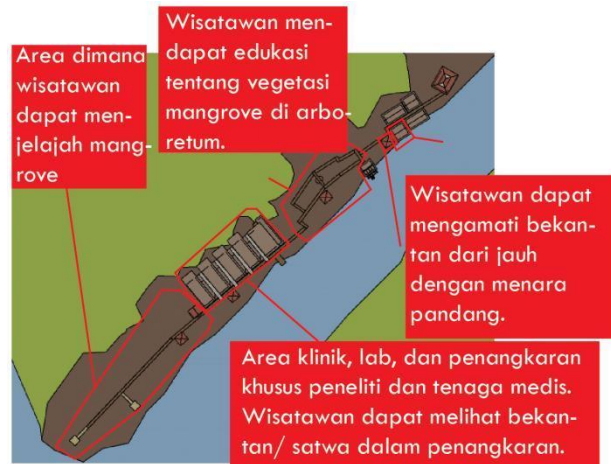 Area dimana
wisatawan
dapat men-
jelajah mang-
rove
Wisatawan men-
dapat edukasi
tentang vegetasi
mangrove di arbo-
retum.
Wisatawan dapat
mengamati bekan-
tan dari jauh
dengan menara
pandang.
Area klinik, lab, dan penangkaran
khusus peneliti dan tenaga medis.
Wisatawan dapat melihat bekan-
tan/ satwa dalam penangkaran.